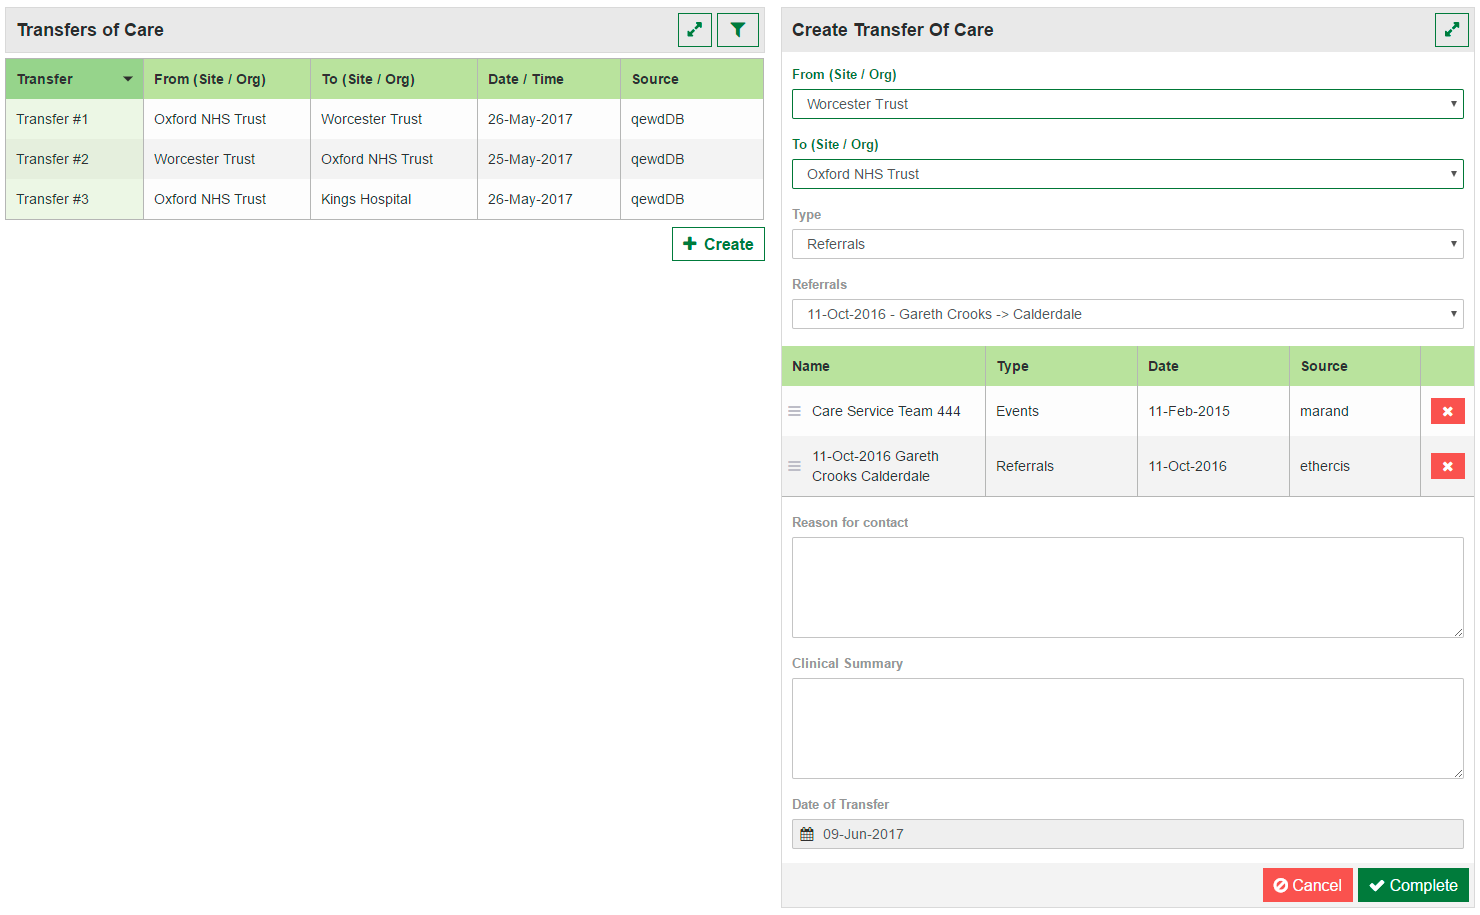 Transfers of Care
Transfer From (Site / Org) To (Site / Org) Date / Time Source
Transfer #1 Oxford NHS Trust Worcester Trust 26-May-2017 qewdDB
Transfer #2 Worcester Trust Oxford NHS Trust 25-May-2017 qewdDB
Transfer #3 Oxford NHS Trust Kings Hospital 26-May-2017 qewdDB
Create
Create Transfer Of Care
From (Site / Org)
Worcester Trust
To (Site / Org)
Oxford NHS Trust
Type
Referrals
Referrals
11-Oct-2016 - Gareth Crooks -> Calderdale
Name Type Date Source
Care Service Team 444 Events 11-Feb-2015 marand
11-Oct-2016 Gareth
Crooks Calderdale Referrals 11-Oct-2016 ethercis
Reason for contact
Clinical Summary
Date of Transfer
09-Jun-2017
Cancel Complete